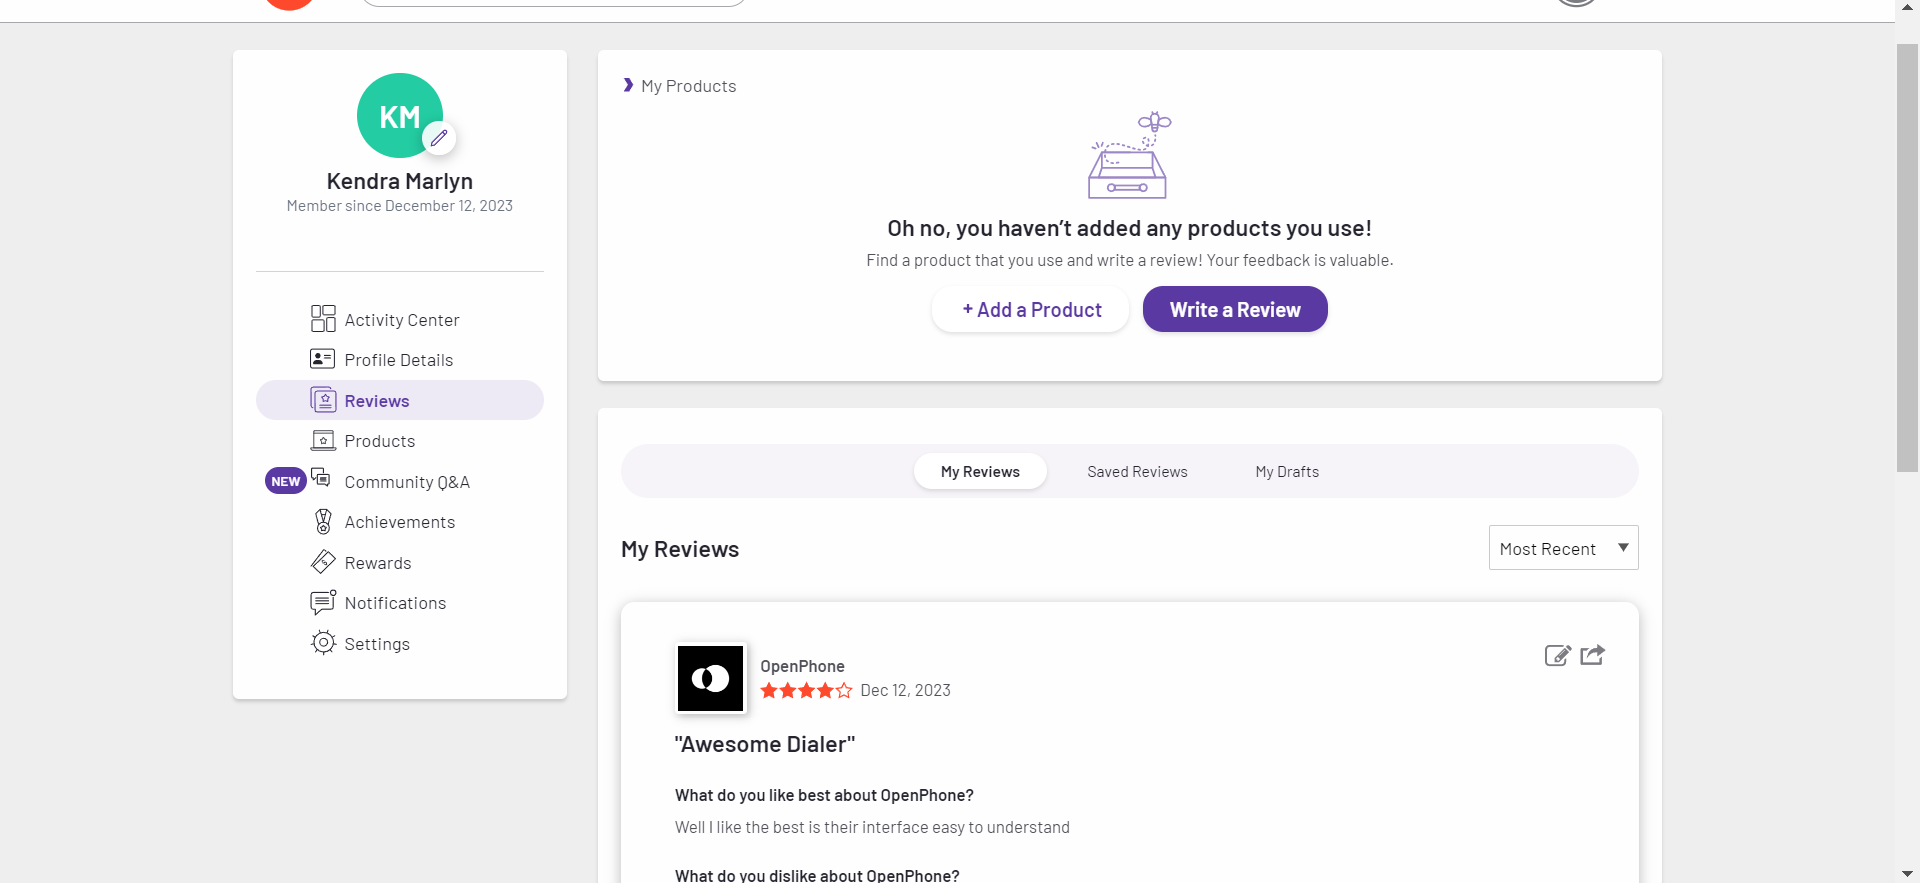 KM
Kendra Marlyn
Member since December 12, 2023
Activity Center
Profile Details
Reviews
Products
NEW Community Q&A
Achievements
Rewards
Notifications
Settings
My Products
Oh no, you haven’t added any products you use!
Find a product that you use and write a review! Your feedback is valuable.
+ Add a Product Write a Review
My Reviews Saved Reviews My Drafts
My Reviews Most Recent
OpenPhone
Dec 12, 2023
"Awesome Dialer"
What do you like best about OpenPhone?
Well I like the best is their interface easy to understand
What do you dislike about OpenPhone?